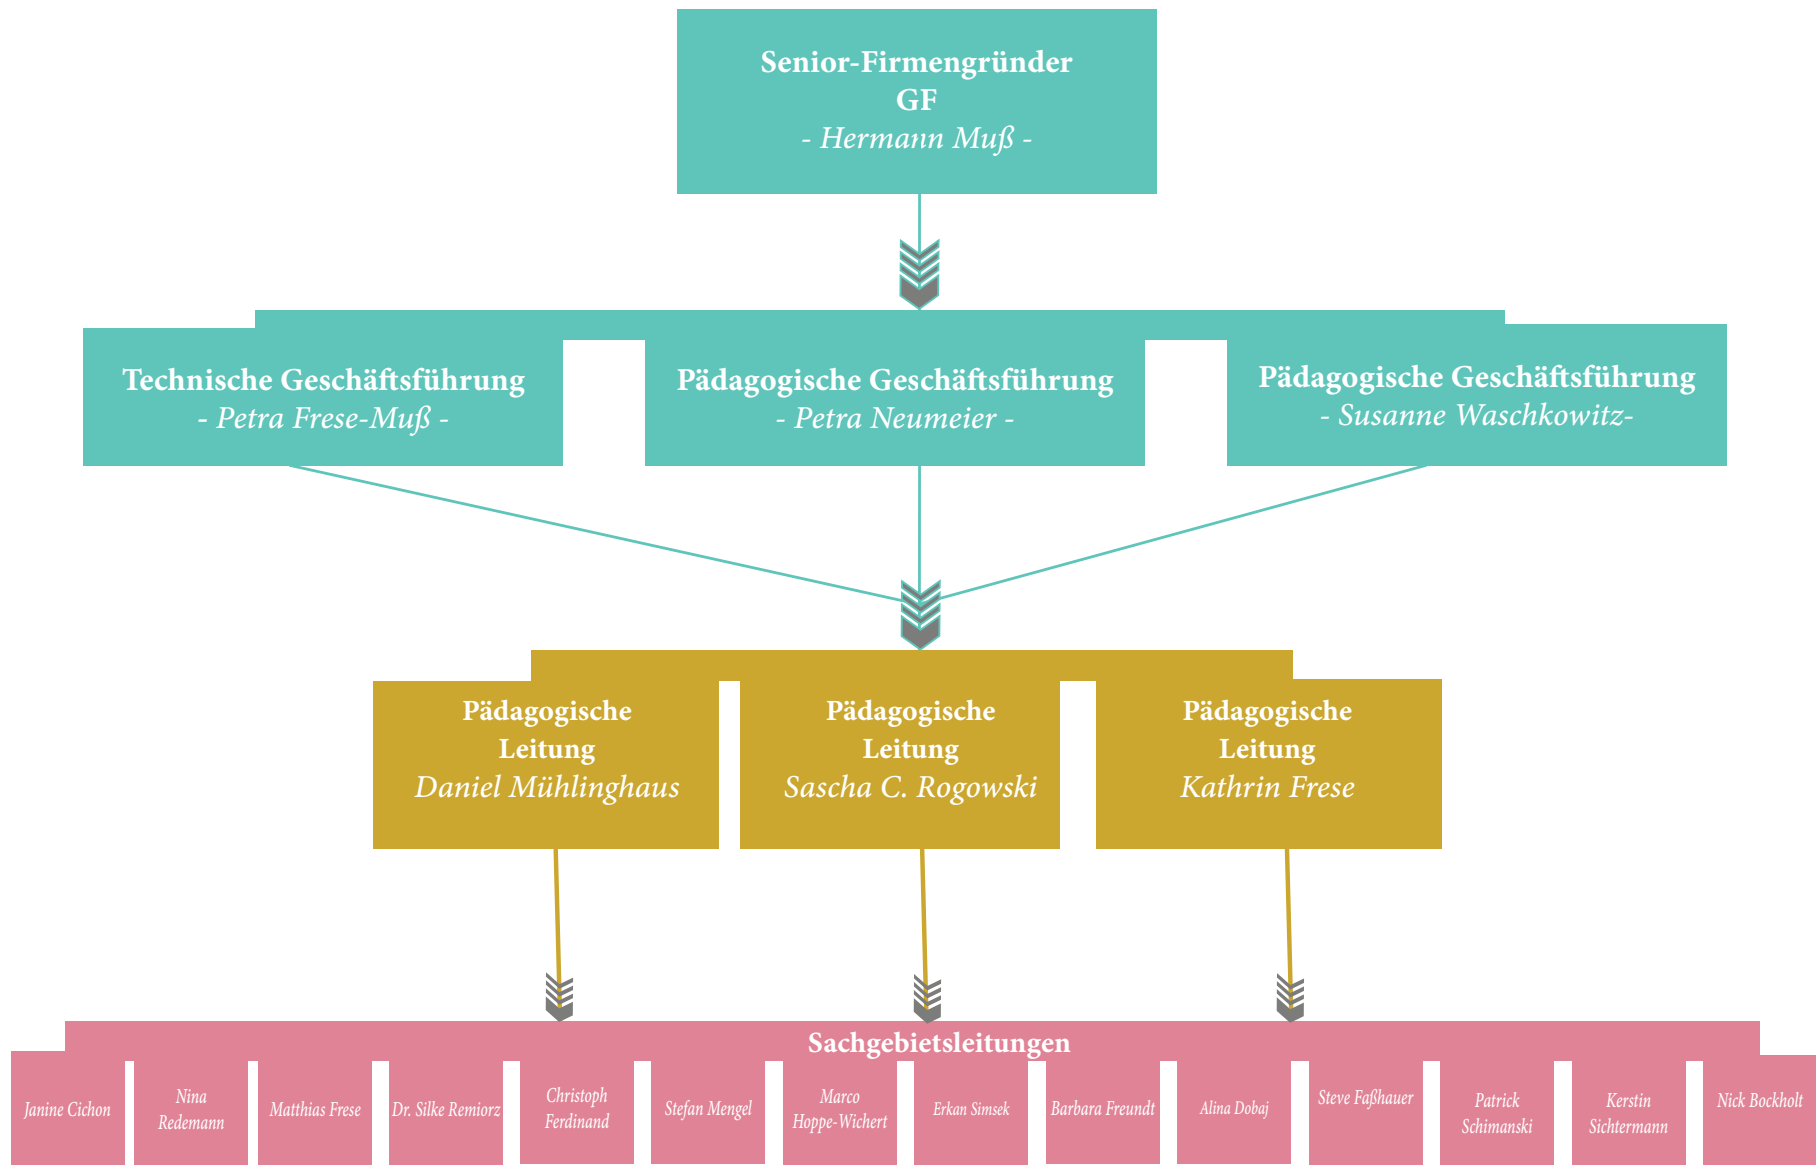 Senior-Firmengründer
GF
- Hermann Muß -
Technische Geschäftsführung
- Petra Frese-Muß -
Pädagogische Geschäftsführung
- Petra Neumeier -
Pädagogische Geschäftsführung
- Susanne Waschkowitz-
Pädagogische
Leitung
Daniel Mühlinghaus
Pädagogische
Leitung
Sascha C. Rogowski
Pädagogische
Leitung
Kathrin Frese
Sachgebietsleitungen
Janine Cichon
Nina
Redemann
Matthias Frese
Dr. Silke Remiorz
Christoph
Ferdinand
Stefan Mengel
Marco
Hoppe-Wichert
Erkan Simsek
Barbara Freundt
Alina Dobaj
Steve Faßhauer
Patrick
Schimanski
Kerstin
Sichtermann
Nick Bockholt